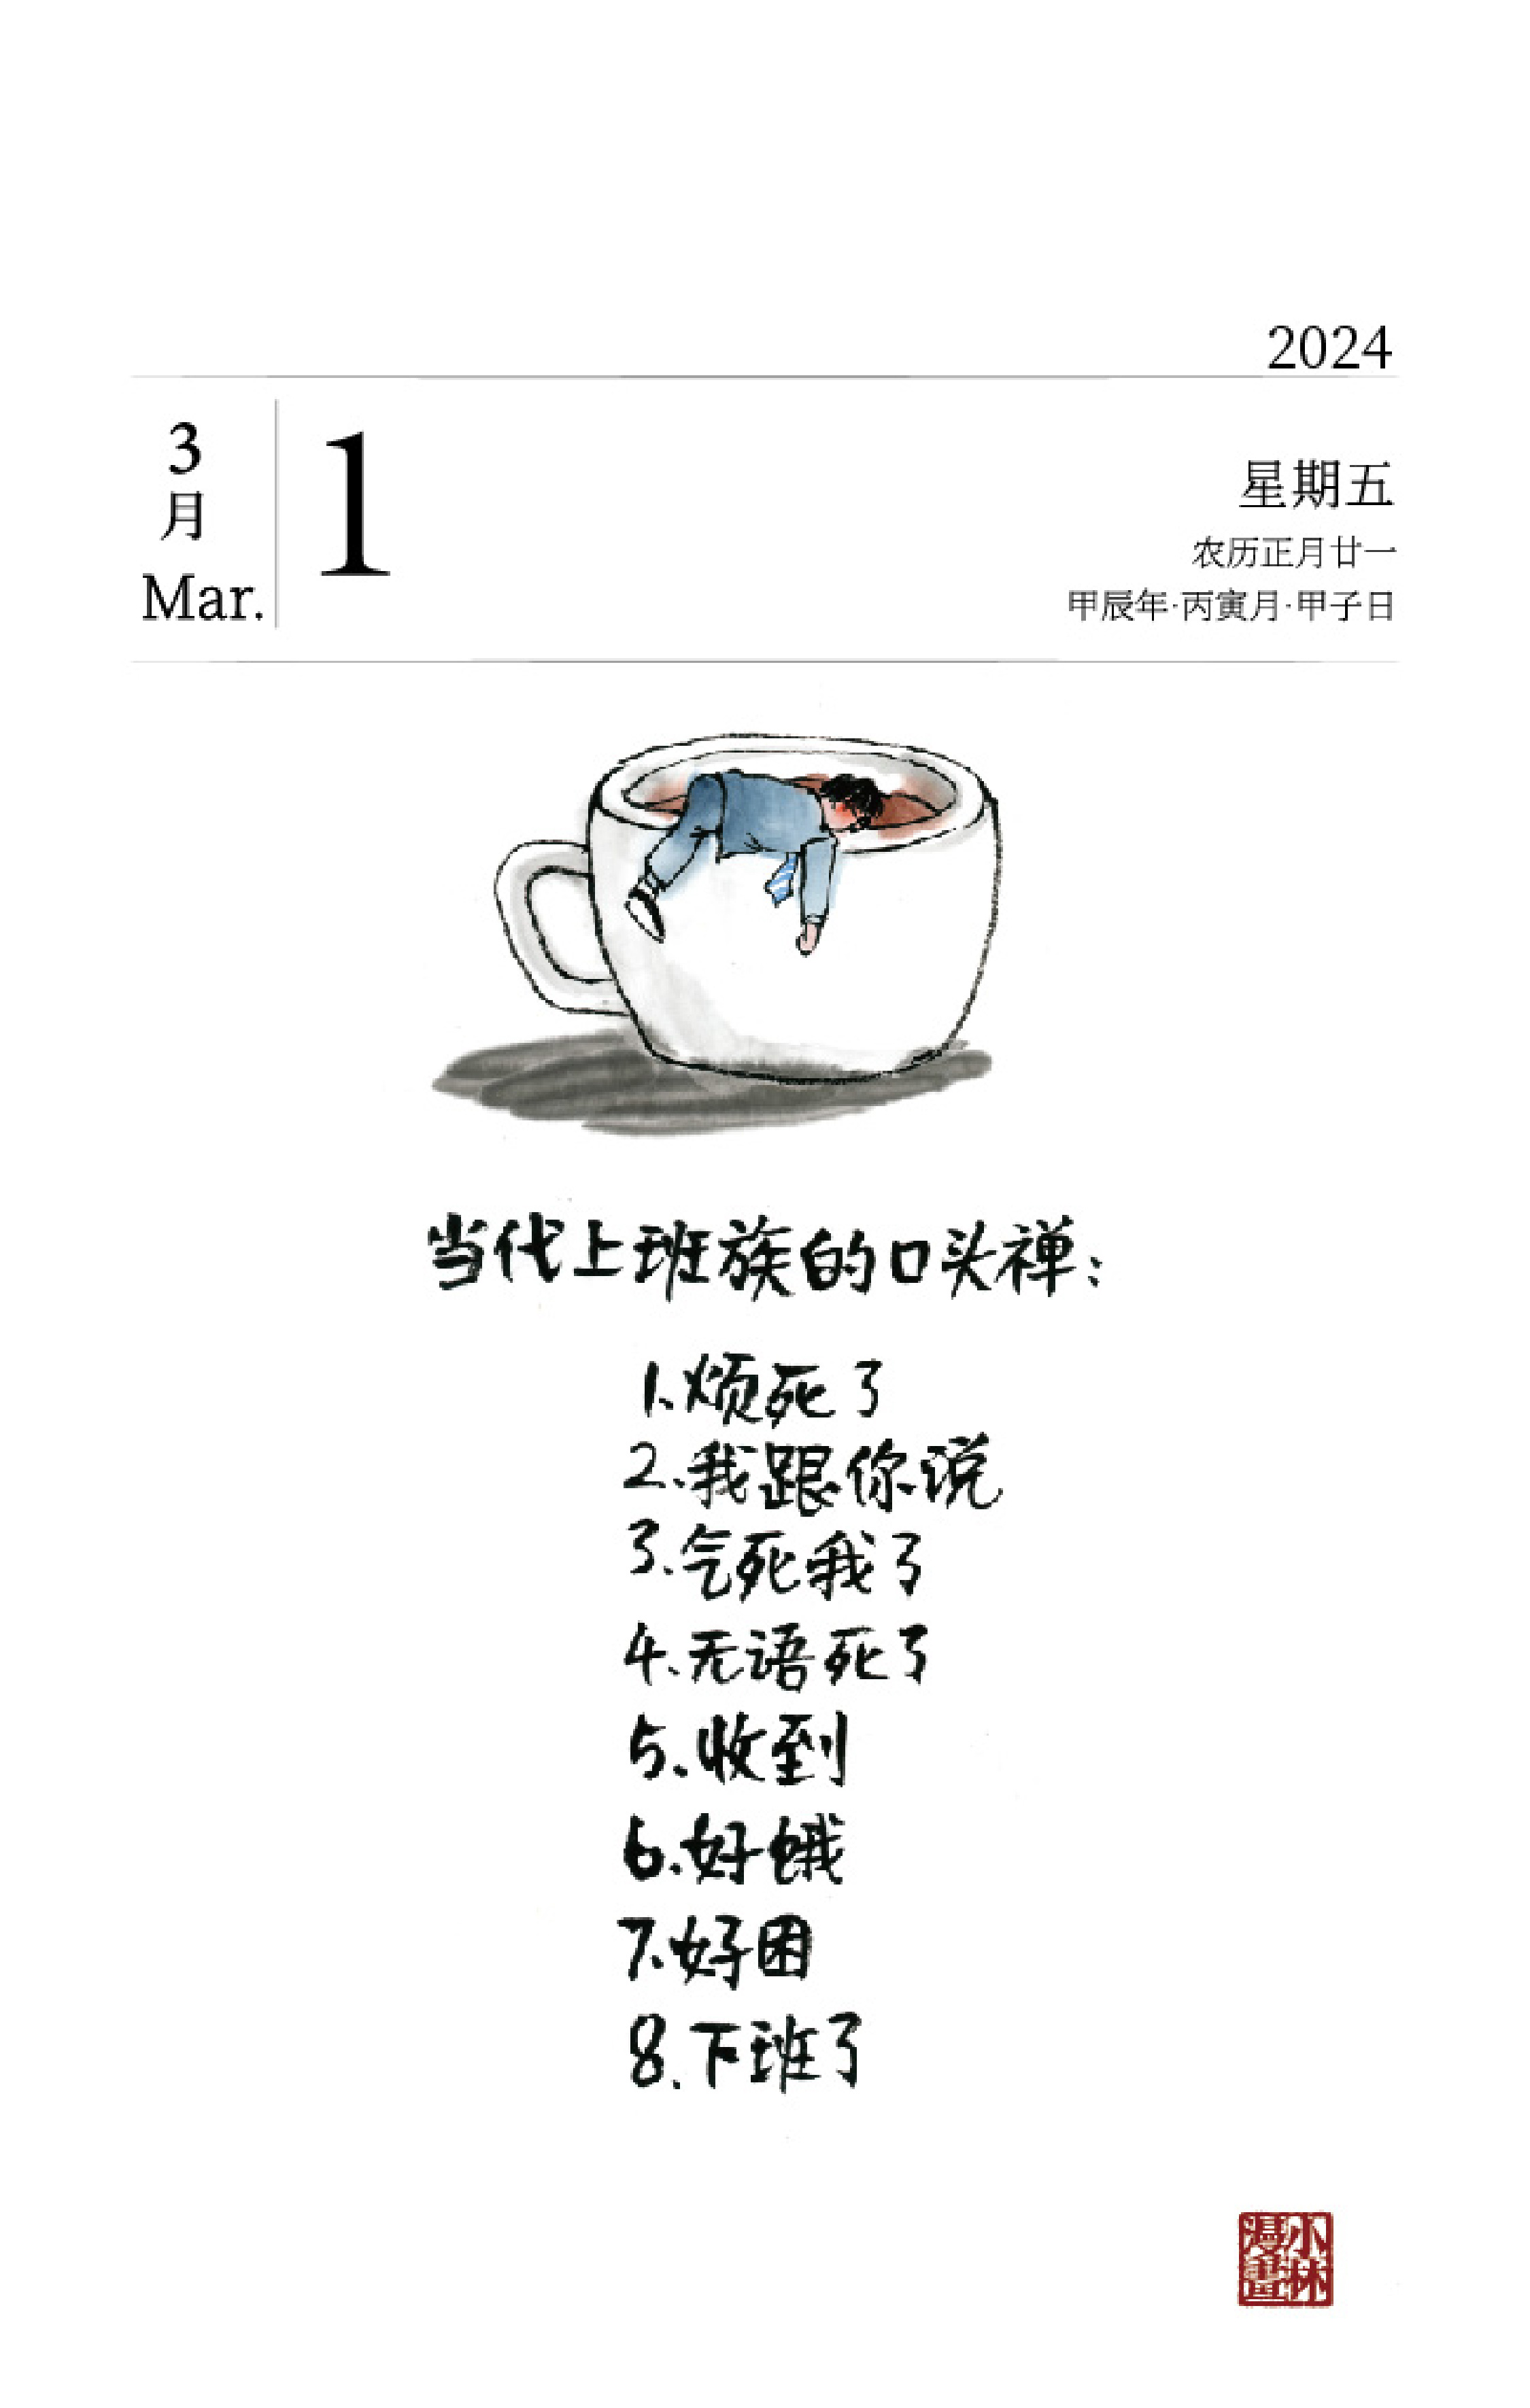 2024
3
月
Mar.
1
星期五
农历正月廿一
甲辰年·丙寅月·甲子日
当代上班族的口头禅：
1.烦死了
2.我跟你说
3.气死我了
4.无语死了
5.收到
6.好饿
7.好困
8.下班了
小林
漫畫